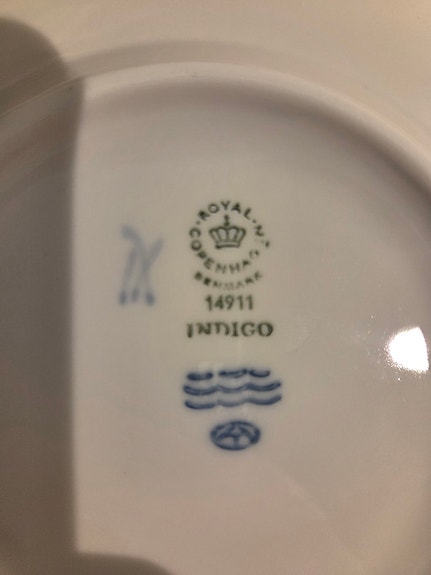 ROYAL
COPENHAGEN
DENMARK
14911
INDIGO